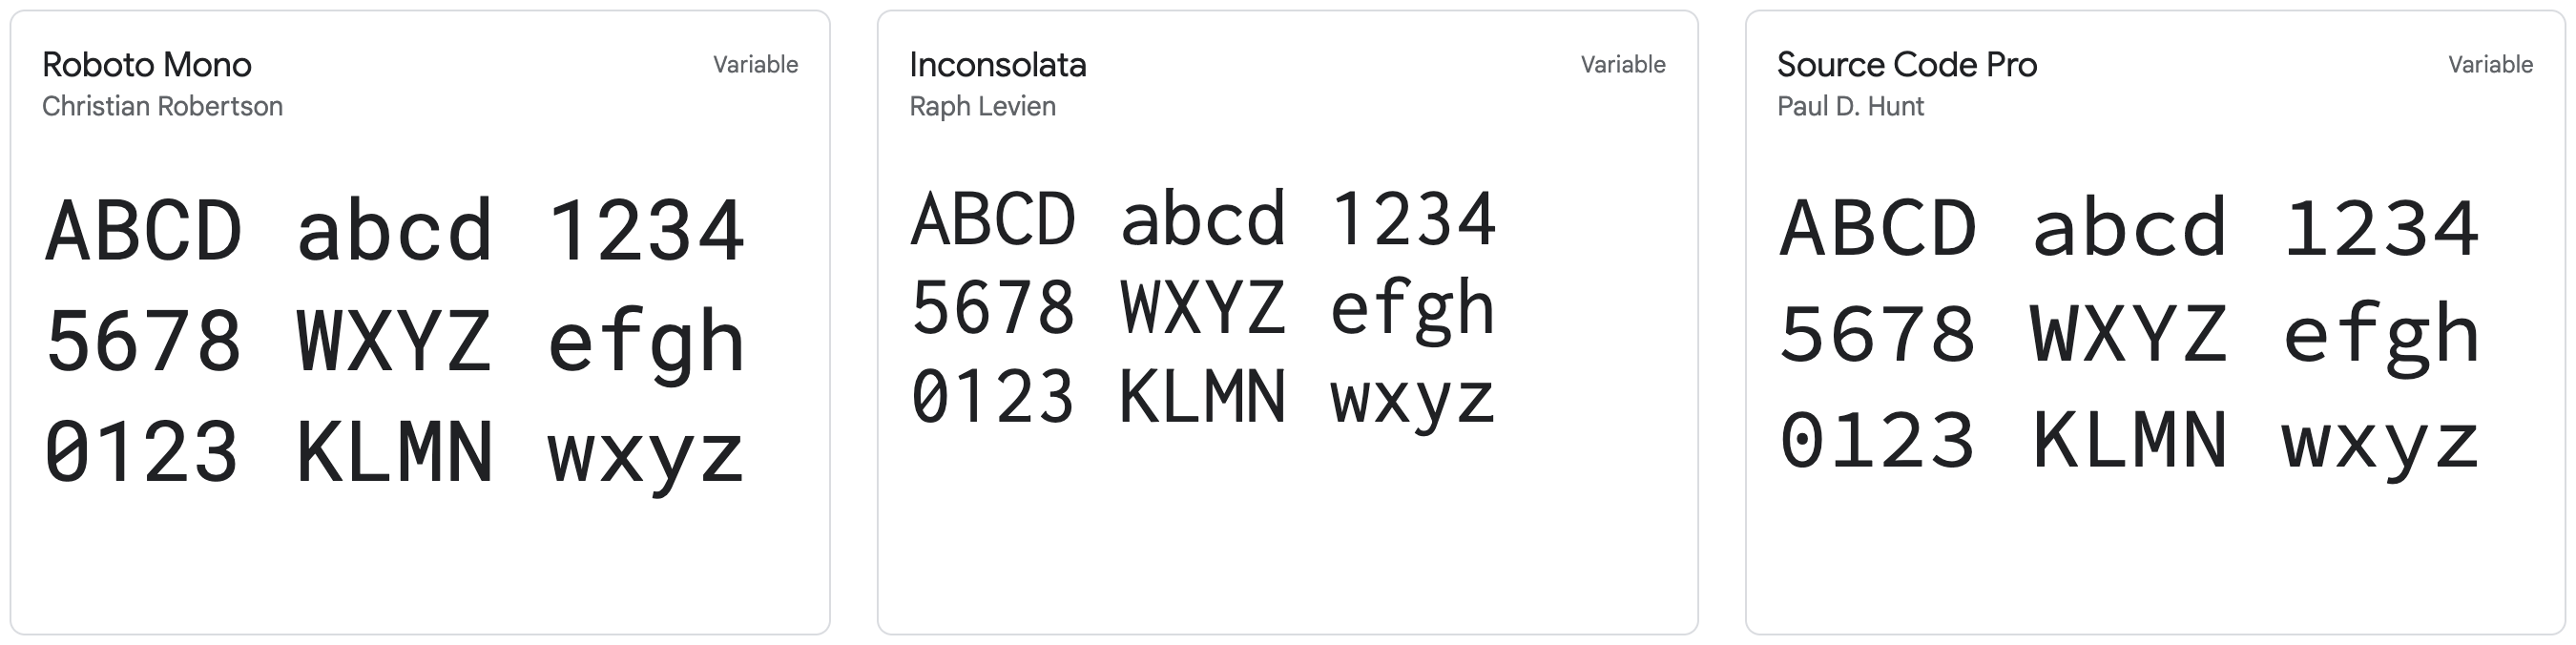 Roboto Mono
Variable
Christian Robertson
ABCD abcd 1234
5678 WXYZ efgh
0123 KLMN wxyz
Inconsolata
Variable
Raph Levien
ABCD abcd 1234
5678 WXYZ efgh
0123 KLMN wxyz
Source Code Pro
Variable
Paul D. Hunt
ABCD abcd 1234
5678 WXYZ efgh
0123 KLMN wxyz